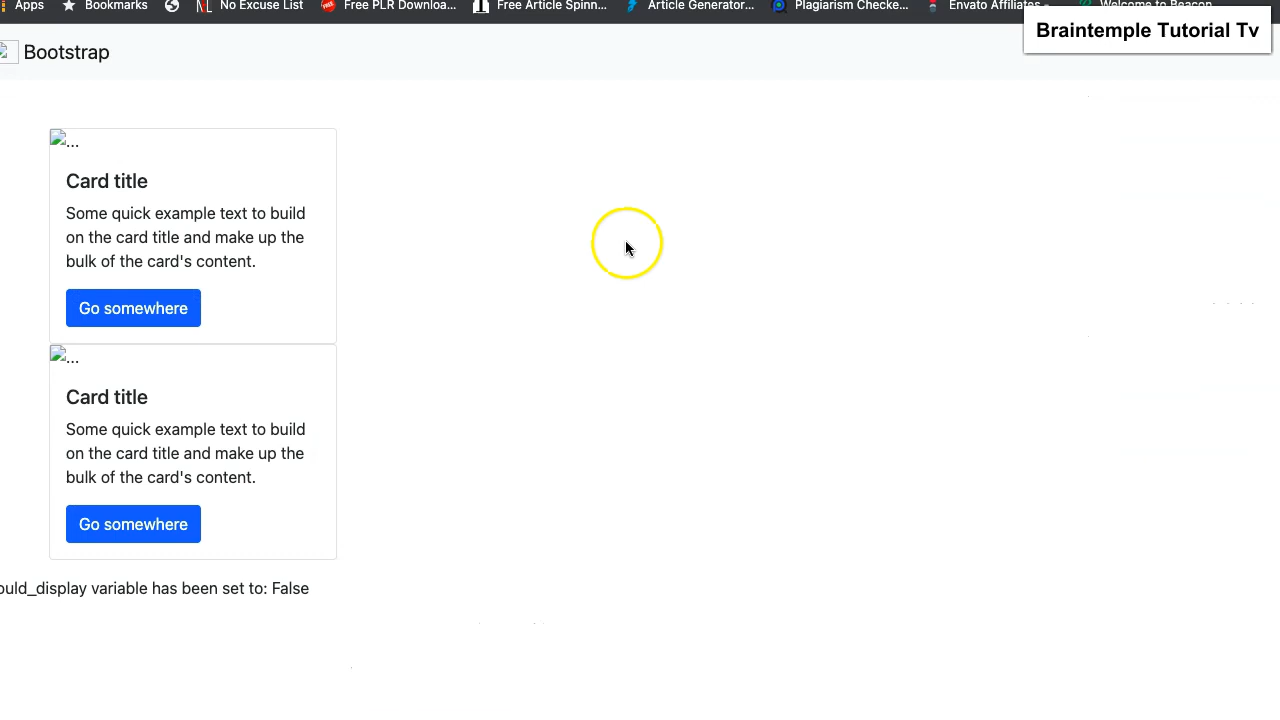 Apps
Bookmarks
No Excuse List
Free PLR Downloa...
Free Article Spinn...
Article Generator...
Plagiarism Checke...
Envato Affiliates -
Welcome to Beacon
Braintemple Tutorial Tv
Bootstrap
...
Card title
Some quick example text to build
on the card title and make up the
bulk of the card's content.
Go somewhere
...
Card title
Some quick example text to build
on the card title and make up the
bulk of the card's content.
Go somewhere
ould_display variable has been set to: False